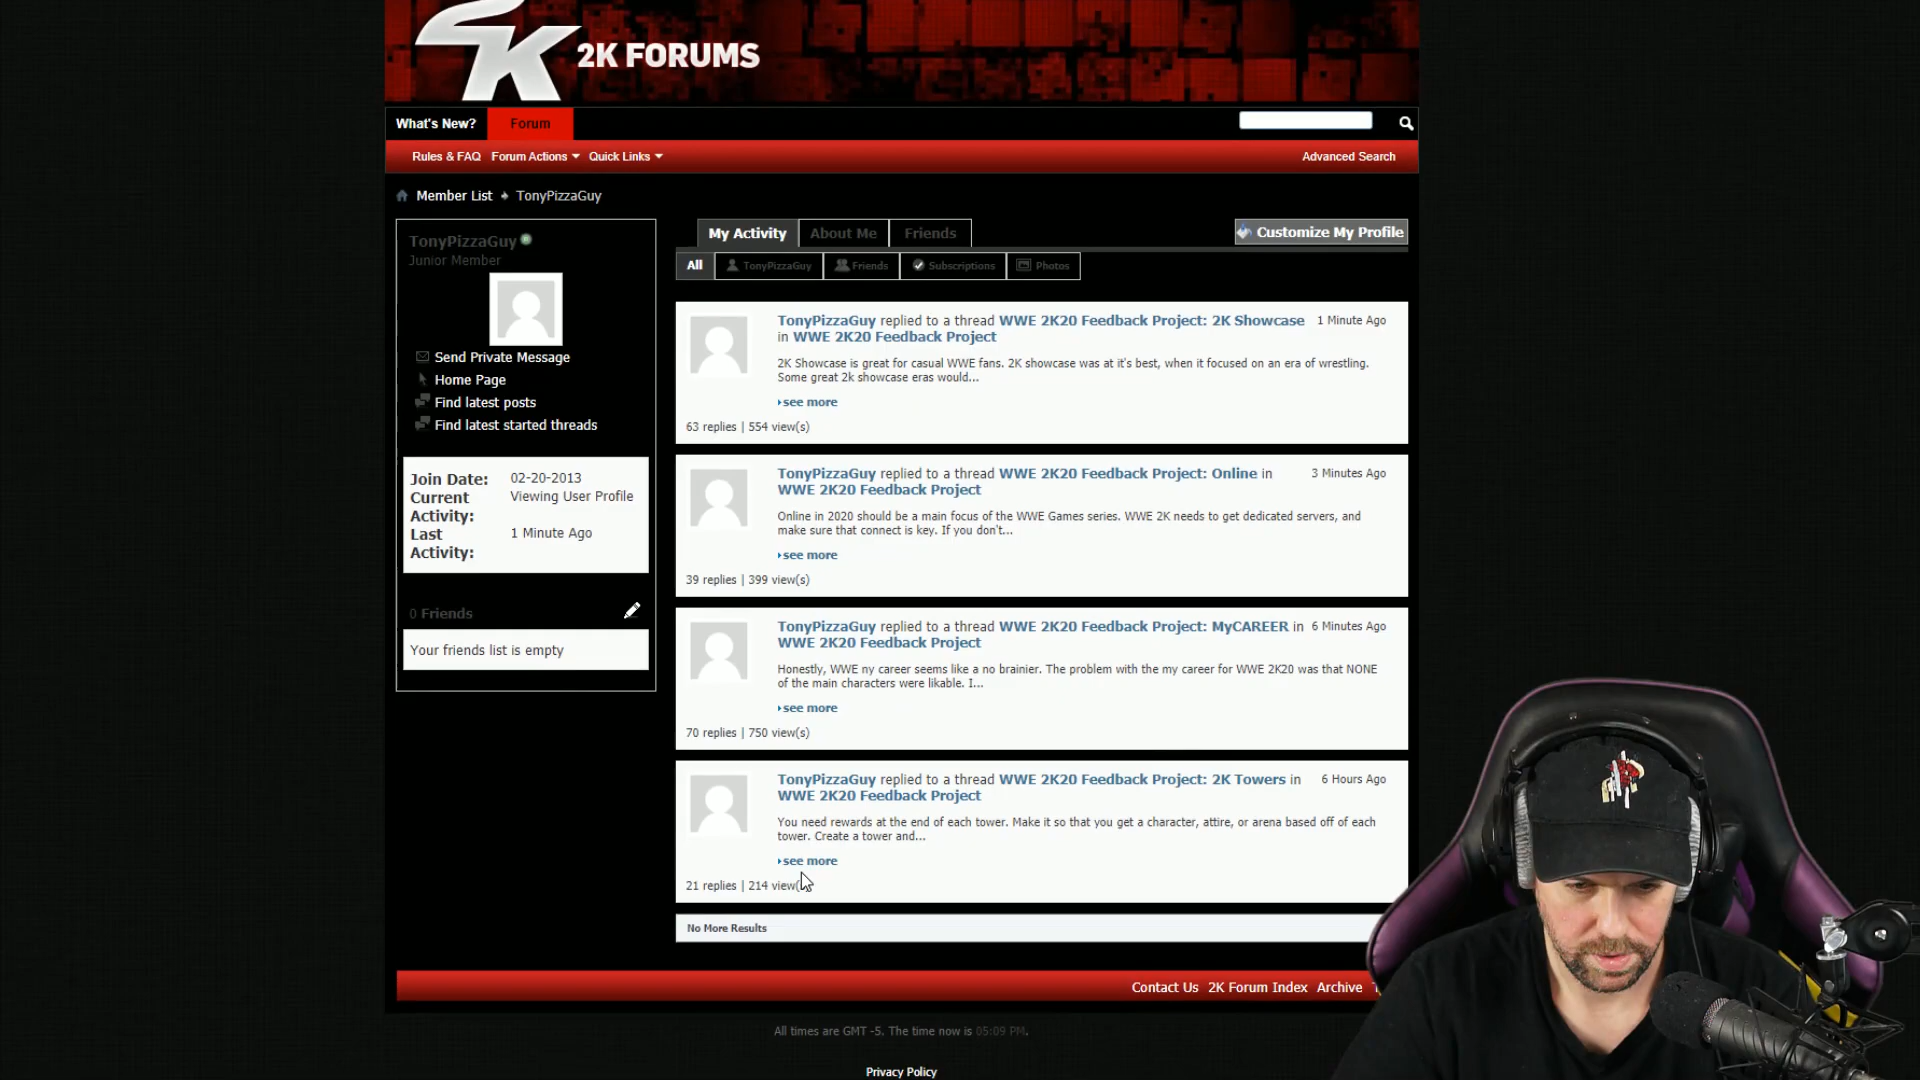 2K 2K FORUMS
What's New? Forum
Rules & FAQ Forum Actions Quick Links Advanced Search
Member List TonyPizzaGuy
TonyPizzaGuy
Junior Member
Send Private Message
Home Page
Find latest posts
Find latest started threads
Join Date: 02-20-2013
Current Activity: Viewing User Profile
Last Activity: 1 Minute Ago
0 Friends
Your friends list is empty
My Activity About Me Friends Customize My Profile
All TonyPizzaGuy Friends Subscriptions Photos
TonyPizzaGuy replied to a thread WWE 2K20 Feedback Project: 2K Showcase 1 Minute Ago
in WWE 2K20 Feedback Project
2K Showcase is great for casual WWE fans. 2K showcase was at it's best, when it focused on an era of wrestling.
Some great 2k showcase eras would...
see more
63 replies | 554 view(s)
TonyPizzaGuy replied to a thread WWE 2K20 Feedback Project: Online in 3 Minutes Ago
WWE 2K20 Feedback Project
Online in 2020 should be a main focus of the WWE Games series. WWE 2K needs to get dedicated servers, and
make sure that connect is key. If you don't...
see more
39 replies | 399 view(s)
TonyPizzaGuy replied to a thread WWE 2K20 Feedback Project: MyCAREER in 6 Minutes Ago
WWE 2K20 Feedback Project
Honestly, WWE ny career seems like a no brainier. The problem with the my career for WWE 2K20 was that NONE
of the main characters were likable. I...
see more
70 replies | 750 view(s)
TonyPizzaGuy replied to a thread WWE 2K20 Feedback Project: 2K Towers in 6 Hours Ago
WWE 2K20 Feedback Project
You need rewards at the end of each tower. Make it so that you get a character, attire, or arena based off of each
tower. Create a tower and...
see more
21 replies | 214 view(s)
No More Results
Contact Us 2K Forum Index Archive
All times are GMT -5. The time now is 05:09 PM.
Privacy Policy